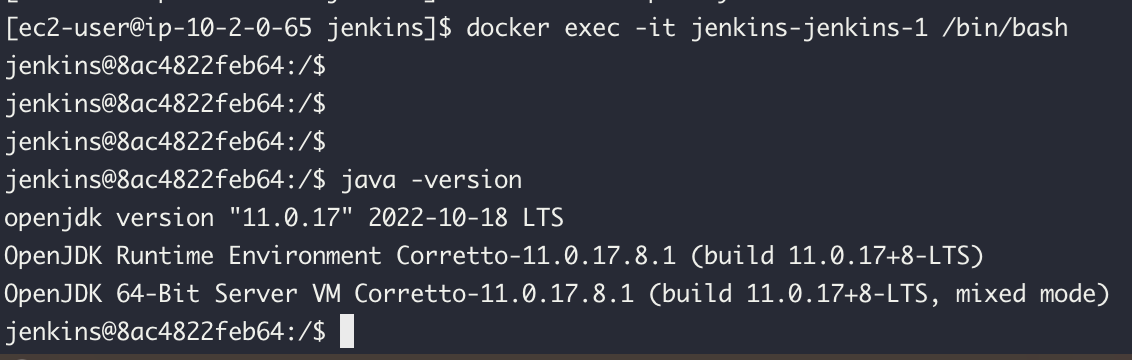 [ec2-user@ip-10-2-0-65 jenkins]$ docker exec -it jenkins-jenkins-1 /bin/bash
jenkins@8ac4822feb64:/$
jenkins@8ac4822feb64:/$
jenkins@8ac4822feb64:/$
jenkins@8ac4822feb64:/$ java -version
openjdk version "11.0.17" 2022-10-18 LTS
OpenJDK Runtime Environment Corretto-11.0.17.8.1 (build 11.0.17+8-LTS)
OpenJDK 64-Bit Server VM Corretto-11.0.17.8.1 (build 11.0.17+8-LTS, mixed mode)
jenkins@8ac4822feb64:/$